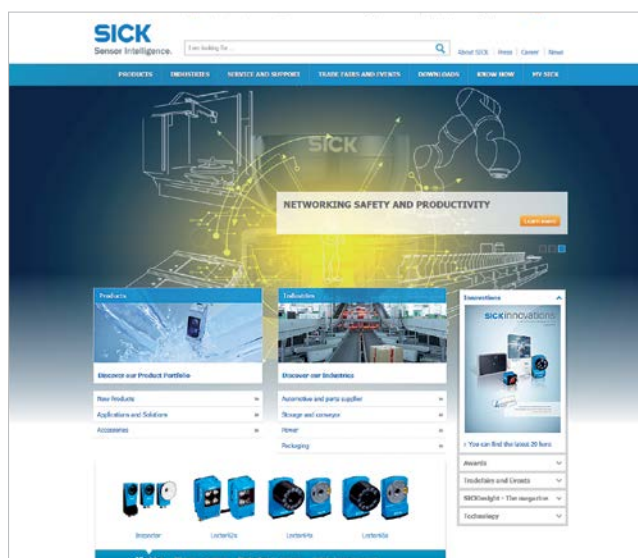 SICK
Sensor Intelligence.
I am looking for ...
About SICK | Press | Career | News
PRODUCTS INDUSTRIES SERVICE AND SUPPORT TRADE FAIRS AND EVENTS DOWNLOADS KNOW HOW MY SICK
SICK
NETWORKING SAFETY AND PRODUCTIVITY
Learn more
Products
Industries
Innovations
SICKinnovations
Discover our Product Portfolio
Discover our Industries
New Products
Applications and Solutions
Accessories
Automotive and parts supplier
Storage and conveyor
Power
Packaging
› You can find the latest 20 here
Awards
Tradefairs and Events
SICKinsight - The magazine
Technology
Inspector
Lector62x
Lector64x
Lector65x